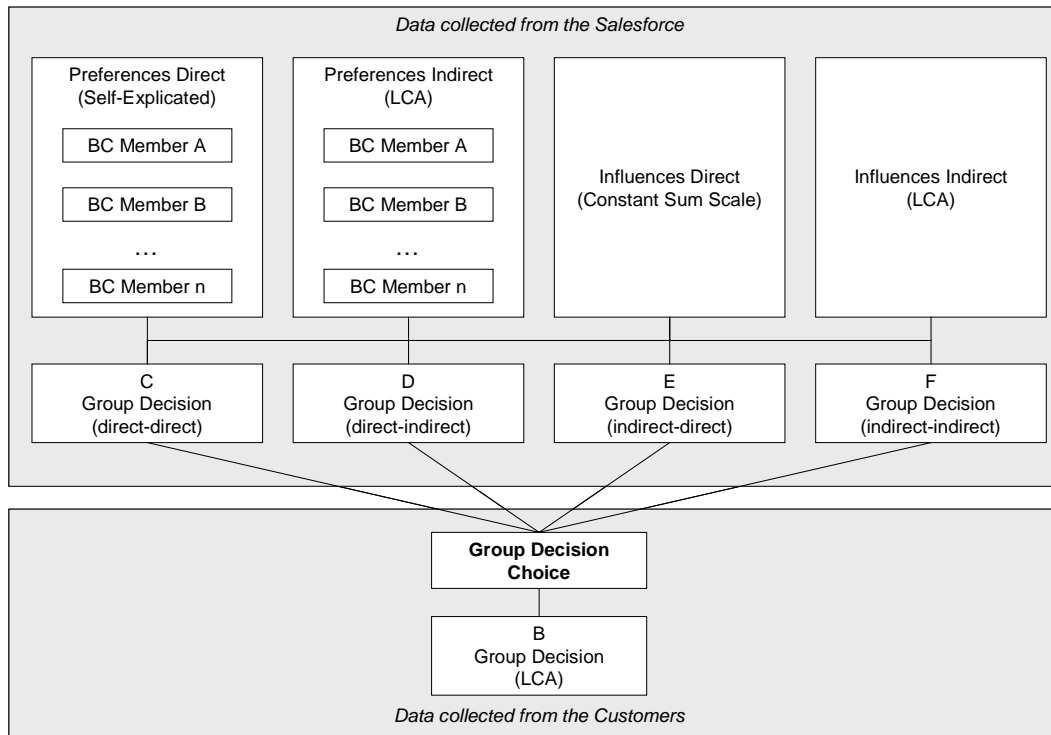 Data collected from the Salesforce
Preferences Direct
(Self-Explicated)
BC Member A
BC Member B
...
BC Member n
Preferences Indirect
(LCA)
BC Member A
BC Member B
...
BC Member n
Influences Direct
(Constant Sum Scale)
Influences Indirect
(LCA)
C
Group Decision
(direct-direct)
D
Group Decision
(direct-indirect)
E
Group Decision
(indirect-direct)
F
Group Decision
(indirect-indirect)
Group Decision
Choice
B
Group Decision
(LCA)
Data collected from the Customers